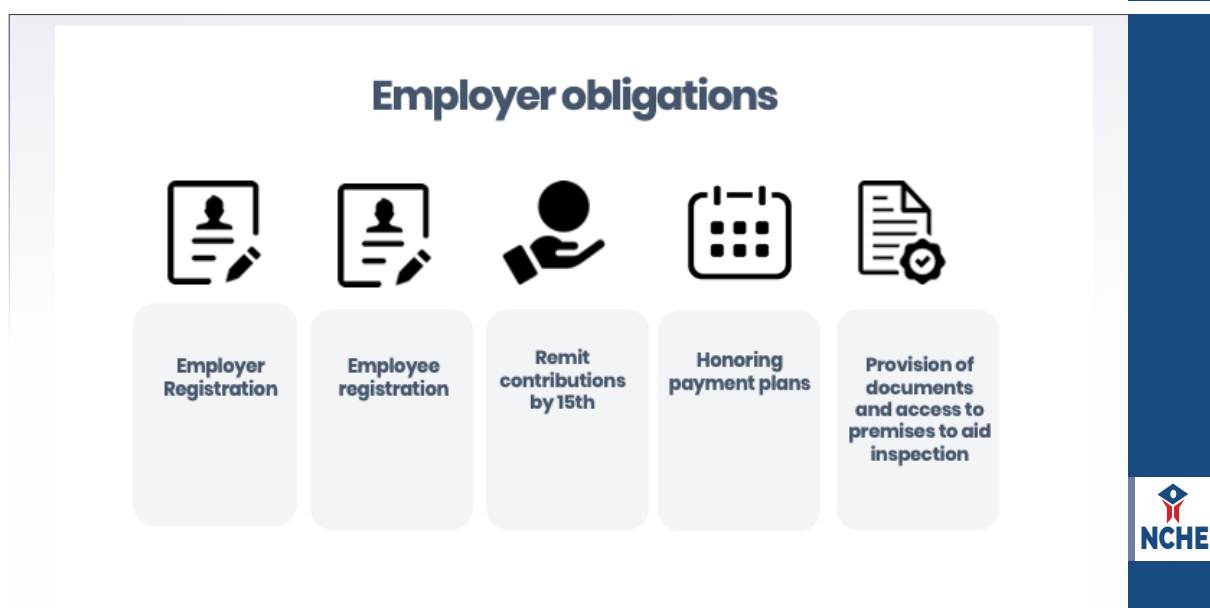 Employer obligations
Employer
Registration
Employee
registration
Remit
contributions
by 15th
Honoring
payment plans
Provision of
documents
and access to
premises to aid
inspection
NCHE